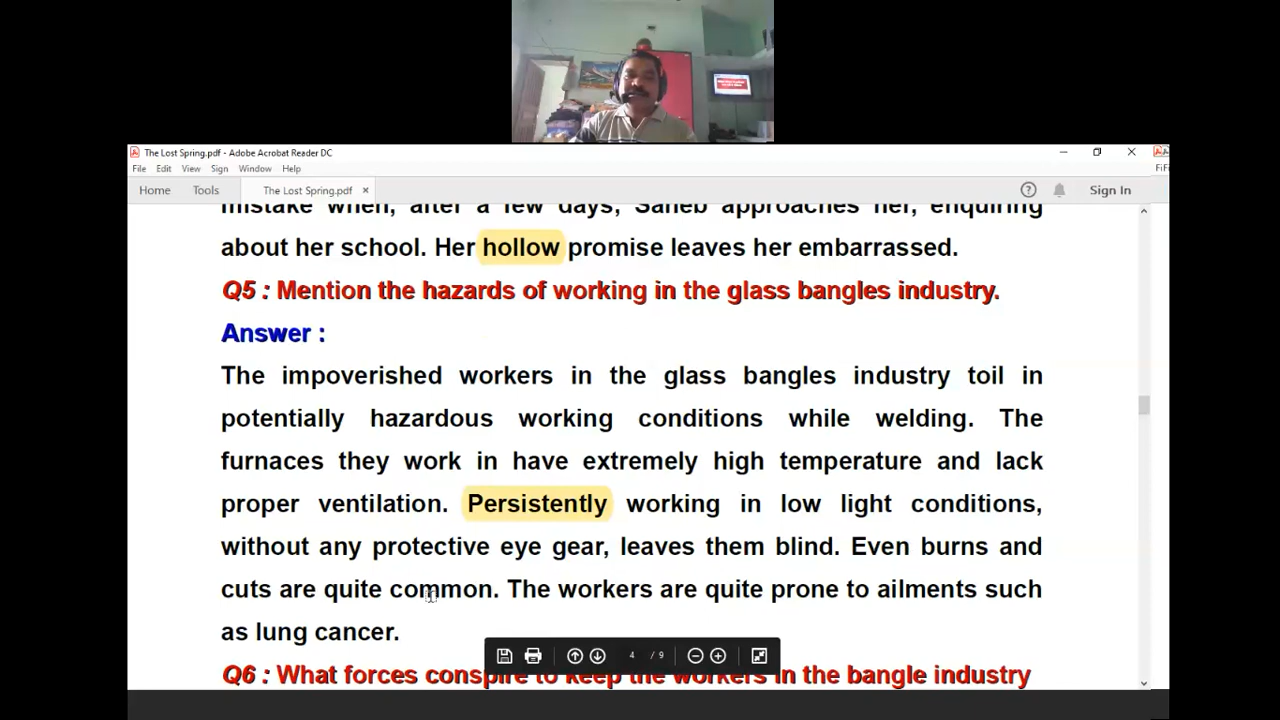 The Lost Spring.pdf - Adobe Acrobat Reader DC
File Edit View Sign Window Help
Home Tools The Lost Spring.pdf × Sign In
mistake when, after a few days, Saheb approaches her, enquiring
about her school. Her hollow promise leaves her embarrassed.
Q5 : Mention the hazards of working in the glass bangles industry.
Answer :
The impoverished workers in the glass bangles industry toil in
potentially hazardous working conditions while welding. The
furnaces they work in have extremely high temperature and lack
proper ventilation. Persistently working in low light conditions,
without any protective eye gear, leaves them blind. Even burns and
cuts are quite common. The workers are quite prone to ailments such
as lung cancer.
4 / 9
Q6 : What forces conspire to keep the workers in the bangle industry